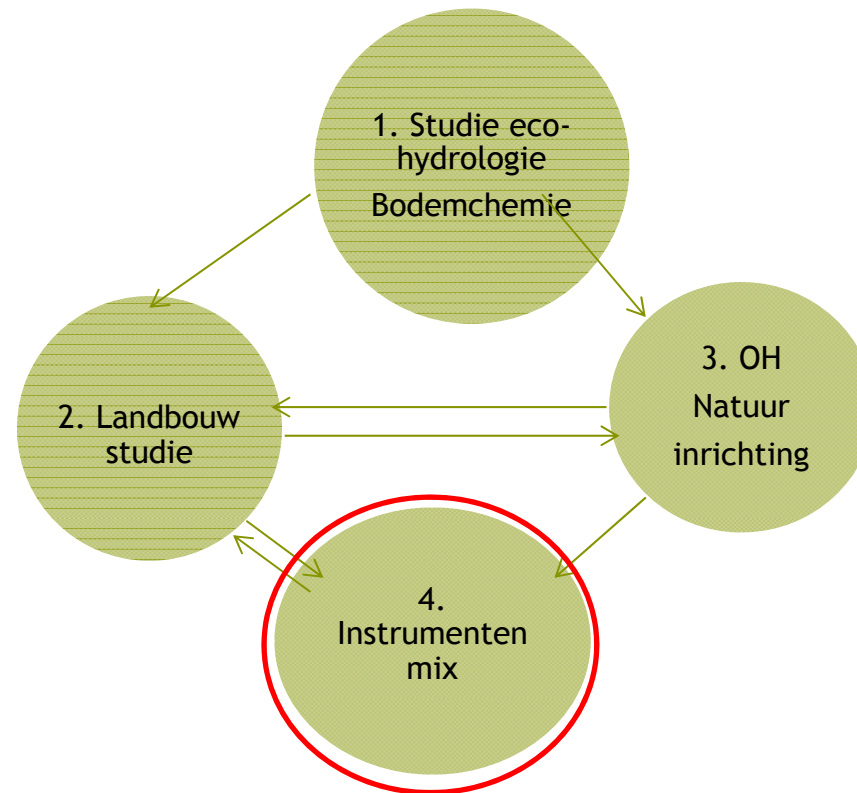 1. Studie eco-
hydrologie
Bodemchemie
2. Landbouw
studie
3. OH
Natuur
inrichting
4.
Instrumenten
mix